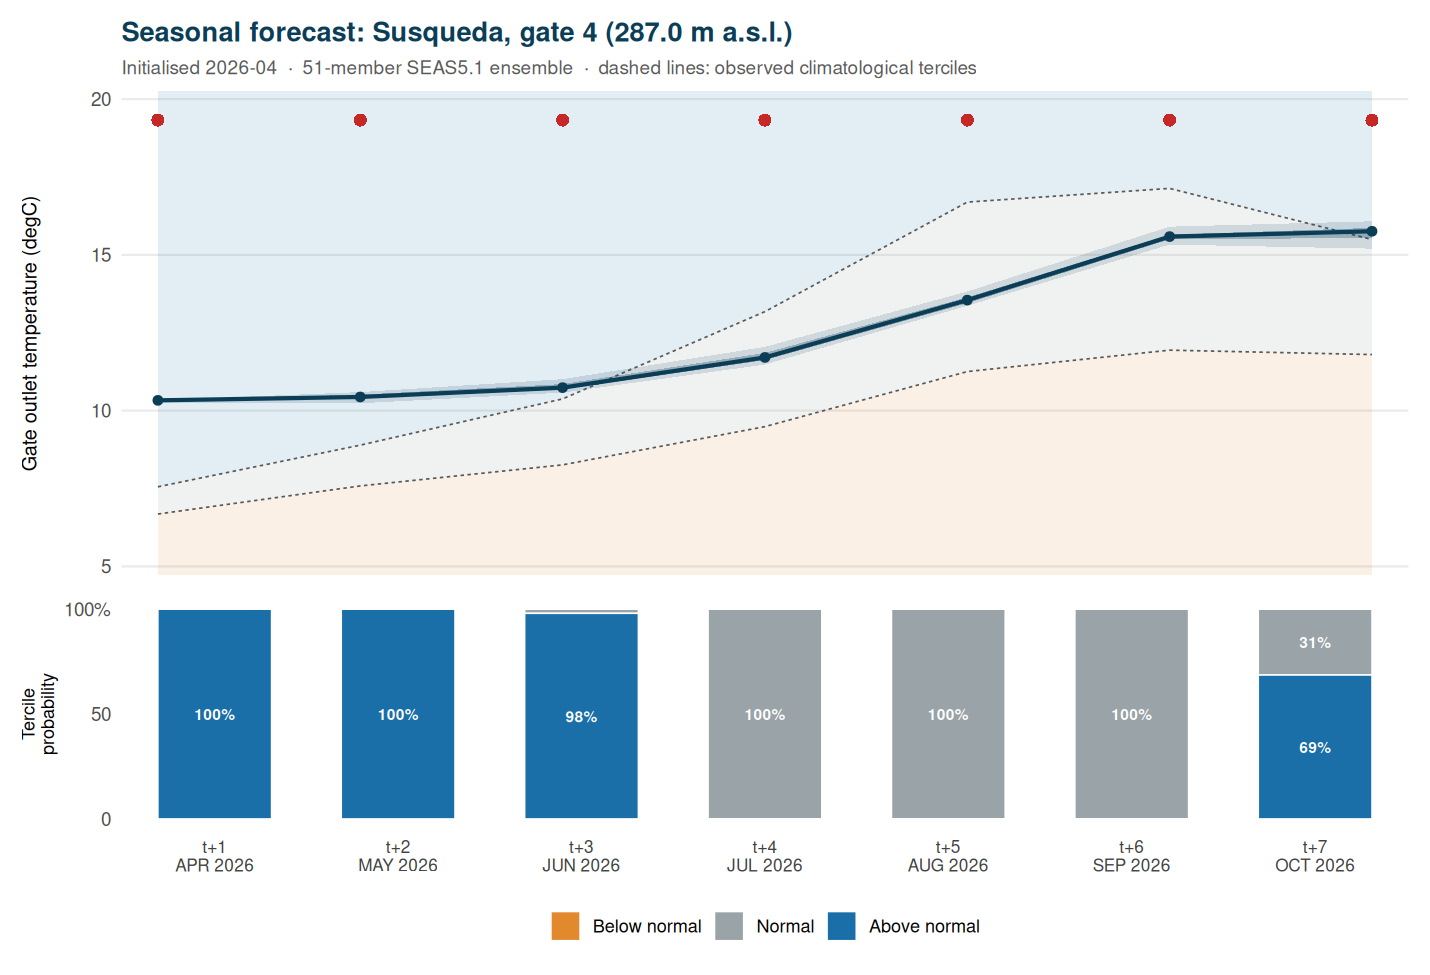 Seasonal forecast: Susqueda, gate 4 (287.0 m a.s.l.)
Initialised 2026-04 · 51-member SEAS5.1 ensemble · dashed lines: observed climatological terciles
Gate outlet temperature (degC)
20
15
10
5
Tercile
probability
100%
50
0
100%
100%
98%
100%
100%
100%
31%
69%
t+1
APR 2026
t+2
MAY 2026
t+3
JUN 2026
t+4
JUL 2026
t+5
AUG 2026
t+6
SEP 2026
t+7
OCT 2026
Below normal
Normal
Above normal